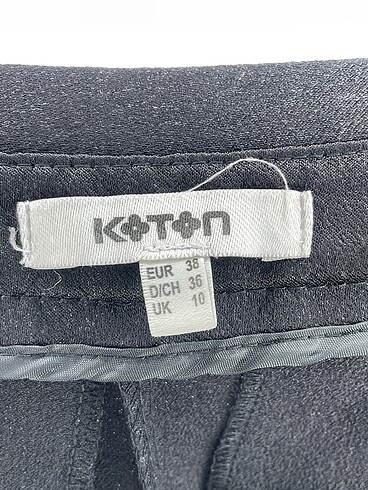 KOTON
EUR 38
D/CH 36
UK 10